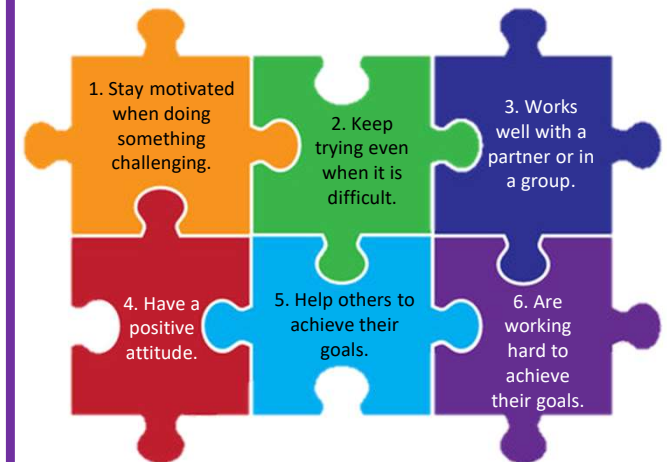 1. Stay motivated
when doing
something
challenging.
2. Keep
trying even
when it is
difficult.
3. Works
well with a
partner or in
a group.
4. Have a
positive
attitude.
5. Help others to
achieve their
goals.
6. Are
working
hard to
achieve
their goals.